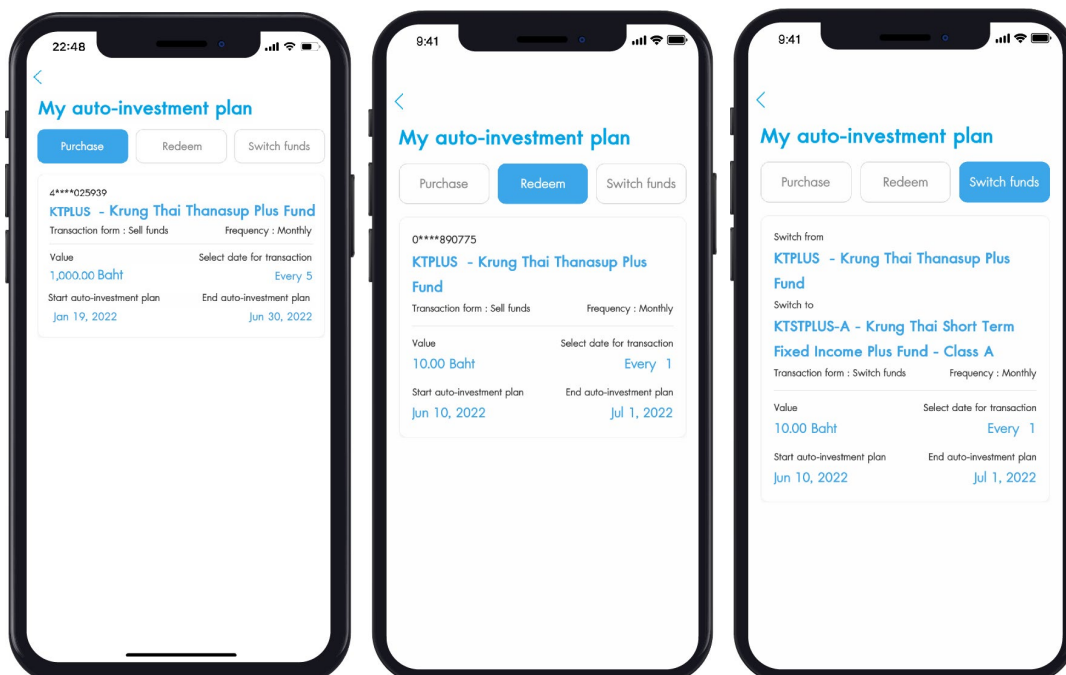 22:48
My auto-investment plan
Purchase Redeem Switch funds
4****025939
KTPLUS - Krung Thai Thanasup Plus Fund
Transaction form : Sell funds Frequency : Monthly
Value Select date for transaction
1,000.00 Baht Every 5
Start auto-investment plan End auto-investment plan
Jan 19, 2022 Jun 30, 2022
9:41
My auto-investment plan
Purchase Redeem Switch funds
0****890775
KTPLUS - Krung Thai Thanasup Plus
Fund
Transaction form : Sell funds Frequency : Monthly
Value Select date for transaction
10.00 Baht Every 1
Start auto-investment plan End auto-investment plan
Jun 10, 2022 Jul 1, 2022
9:41
My auto-investment plan
Purchase Redeem Switch funds
Switch from
KTPLUS - Krung Thai Thanasup Plus
Fund
Switch to
KTSTPLUS-A - Krung Thai Short Term
Fixed Income Plus Fund - Class A
Transaction form : Switch funds Frequency : Monthly
Value Select date for transaction
10.00 Baht Every 1
Start auto-investment plan End auto-investment plan
Jun 10, 2022 Jul 1, 2022